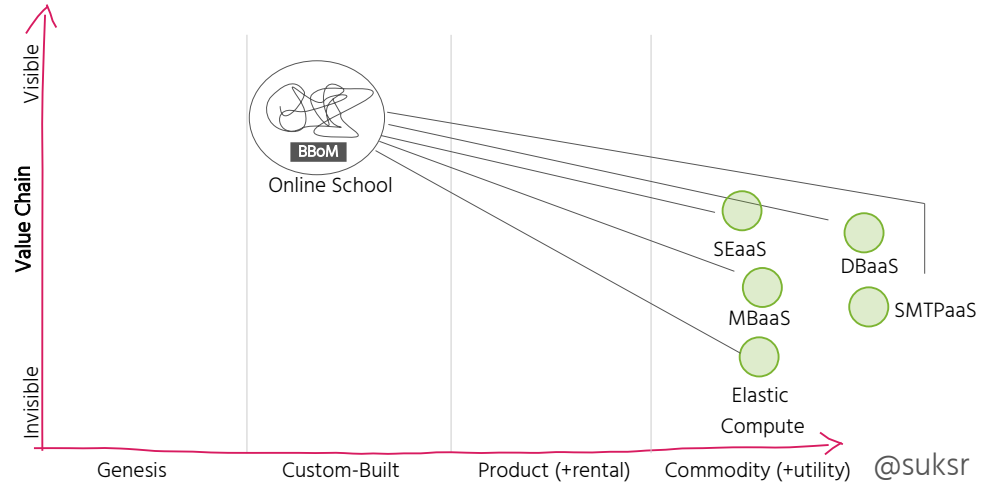 Visible
BBoM
Online School
Value Chain
SEaaS
DBaaS
MBaaS
SMTPaaS
Elastic
Compute
Invisible
Genesis
Custom-Built
Product (+rental)
Commodity (+utility)
@suksr